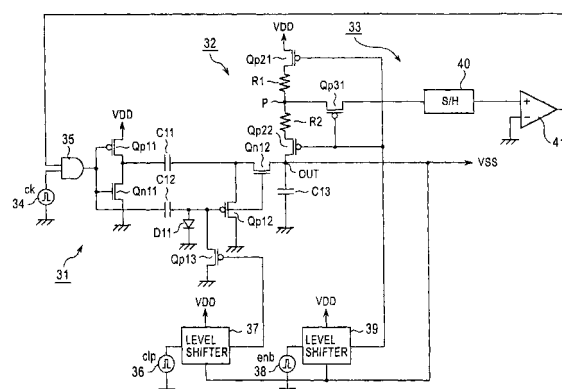 33
VDD
32
Qp21
R1
Qp31
40
S/H
P
R2
+
−
41
VDD
35
Qp11
C11
Qn12
Qp22
OUT
VSS
Qn11
C12
C13
ck
34
D11
Qp12
Qp13
31
VDD
37
VDD
39
clp
LEVEL
SHIFTER
36
enb
LEVEL
SHIFTER
38